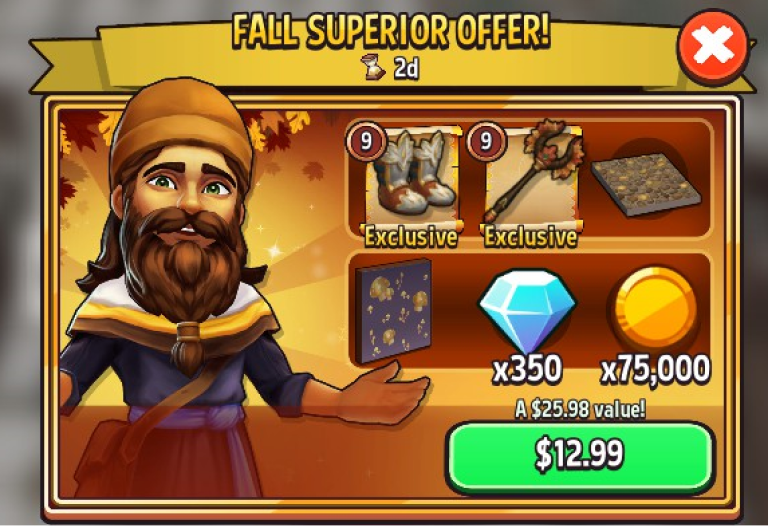 FALL SUPERIOR OFFER!
2d
9
9
Exclusive
Exclusive
x350
x75,000
A $25.98 value!
$12.99